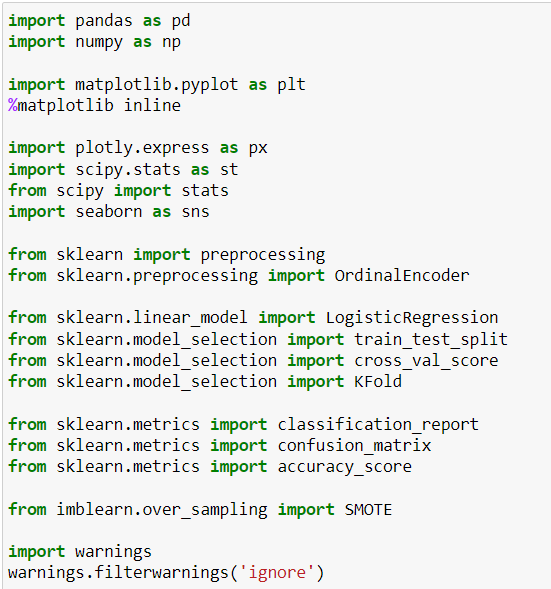 import pandas as pd
import numpy as np
import matplotlib.pyplot as plt
%matplotlib inline
import plotly.express as px
import scipy.stats as st
from scipy import stats
import seaborn as sns
from sklearn import preprocessing
from sklearn.preprocessing import OrdinalEncoder
from sklearn.linear_model import LogisticRegression
from sklearn.model_selection import train_test_split
from sklearn.model_selection import cross_val_score
from sklearn.model_selection import KFold
from sklearn.metrics import classification_report
from sklearn.metrics import confusion_matrix
from sklearn.metrics import accuracy_score
from imblearn.over_sampling import SMOTE
import warnings
warnings.filterwarnings('ignore')